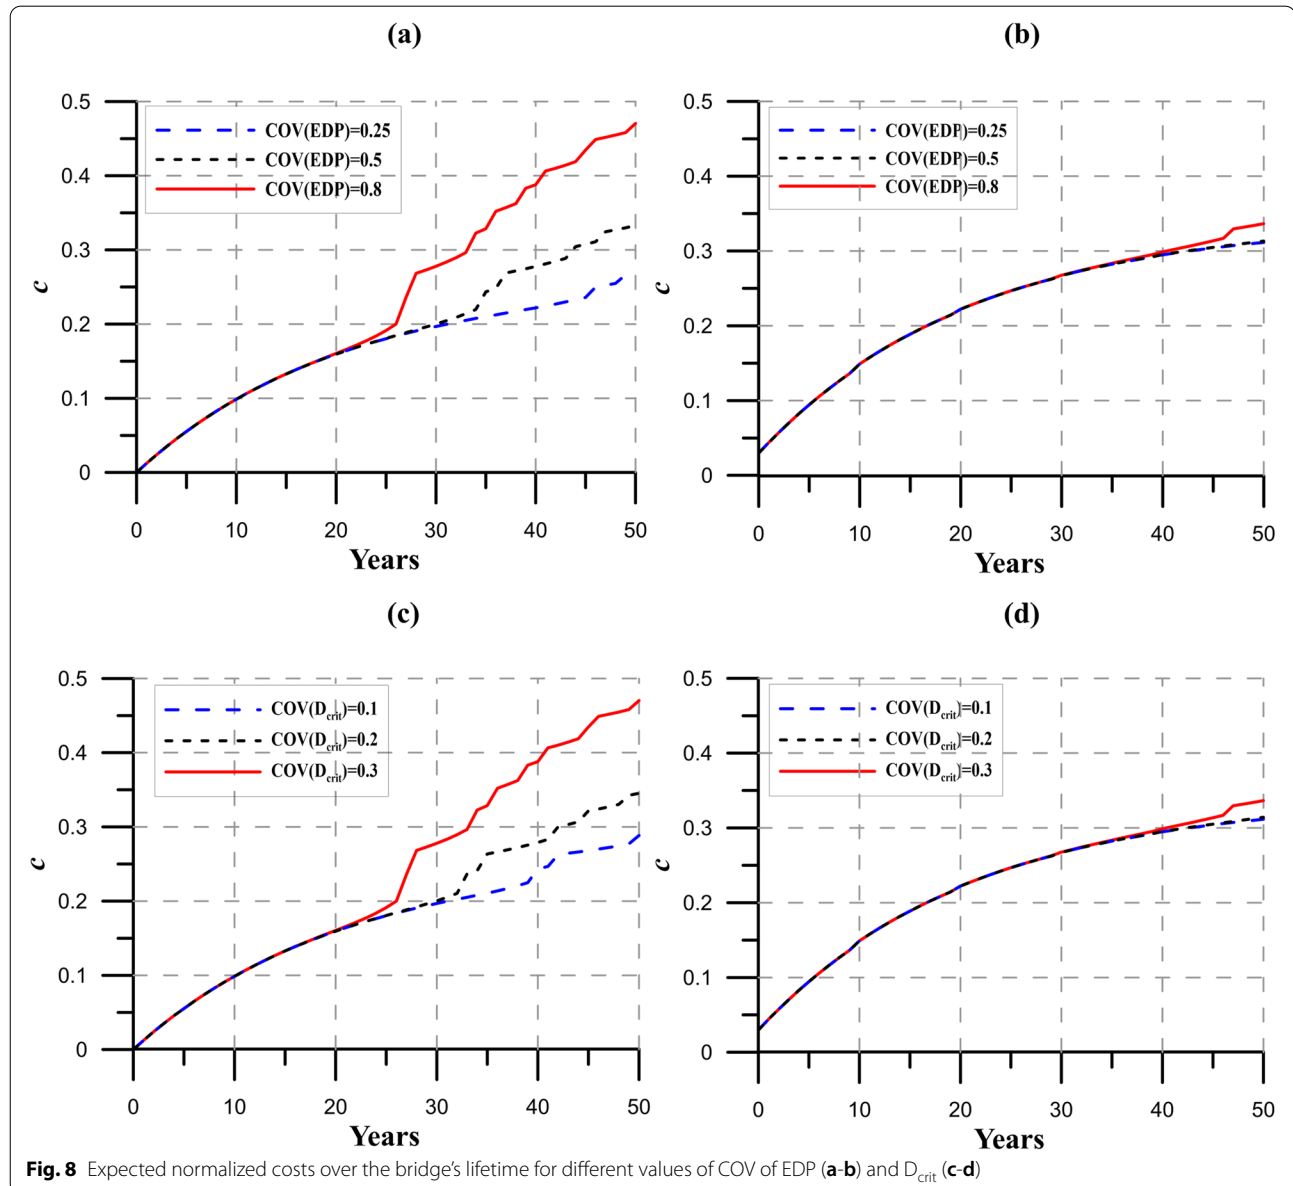 (a)
0.5
0.4
0.3
0.2
0.1
0
c
COV(EDP)=0.25
COV(EDP)=0.5
COV(EDP)=0.8
0 10 20 30 40 50
Years
(b)
0.5
0.4
0.3
0.2
0.1
0
c
COV(EDP)=0.25
COV(EDP)=0.5
COV(EDP)=0.8
0 10 20 30 40 50
Years
(c)
0.5
0.4
0.3
0.2
0.1
0
c
COV(Dcrit)=0.1
COV(Dcrit)=0.2
COV(Dcrit)=0.3
0 10 20 30 40 50
Years
(d)
0.5
0.4
0.3
0.2
0.1
0
c
COV(Dcrit)=0.1
COV(Dcrit)=0.2
COV(Dcrit)=0.3
0 10 20 30 40 50
Years
Fig. 8 Expected normalized costs over the bridge's lifetime for different values of COV of EDP (a-b) and Dcrit (c-d)